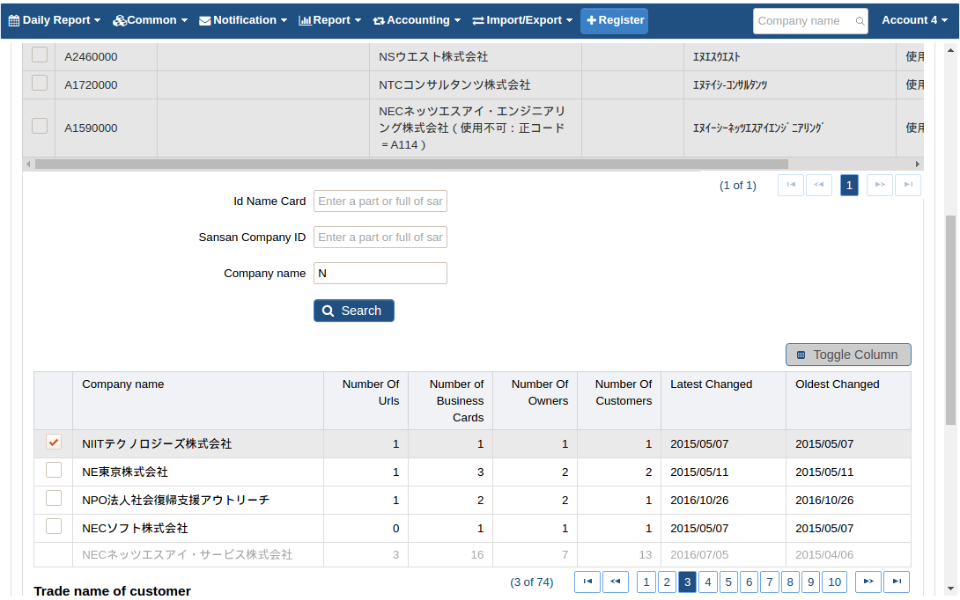 Daily Report Common Notification Report Accounting Import/Export Register Company name Account 4
A2460000 NSウエスト株式会社 ｴﾇｴｽｳｴｽﾄ 使用
A1720000 NTCコンサルタンツ株式会社 ｴﾇﾃｲｼｰｺﾝｻﾙﾀﾝﾂ 使用
NECネッツエスアイ・エンジニアリ
A1590000 ング株式会社（使用不可：正コード ｴﾇｲｰｼｰﾈｯﾂｴｽｱｲｴﾝｼﾞﾆｱﾘﾝｸﾞ 使用
= A114 )
(1 of 1) 1
Id Name Card Enter a part or full of sar
Sansan Company ID Enter a part or full of sar
Company name N
Search
Toggle Column
Company name Number Of Number of Number Of Number Of Latest Changed Oldest Changed
Urls Business Owners Customers
Cards
NIITテクノロジーズ株式会社 1 1 1 1 2015/05/07 2015/05/07
NE東京株式会社 1 3 2 2 2015/05/11 2015/05/11
NPO法人社会復帰支援アウトリーチ 1 2 2 1 2016/10/26 2016/10/26
NECソフト株式会社 0 1 1 1 2015/05/07 2015/05/07
NECネッツエスアイ・サービス株式会社 3 16 7 13 2016/07/05 2015/04/06
(3 of 74) 1 2 3 4 5 6 7 8 9 10
Trade name of customer